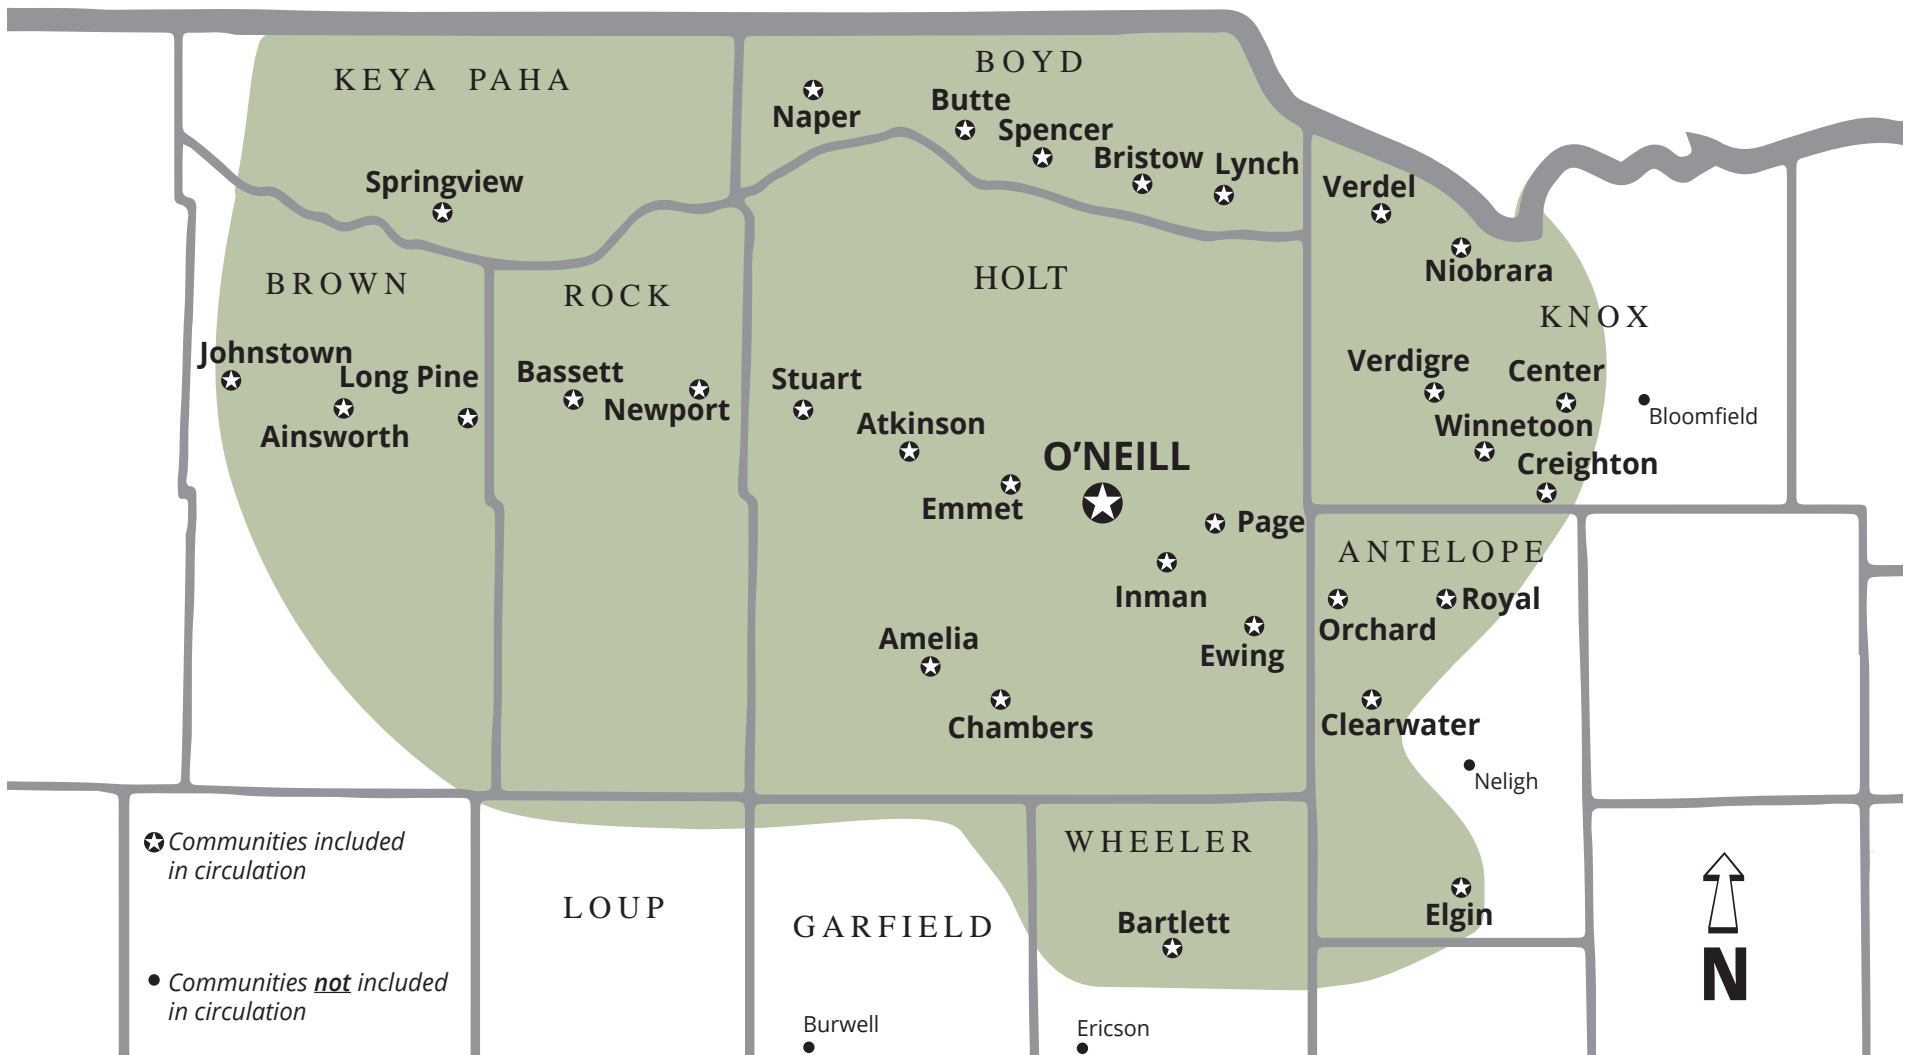 KEYA PAHA
BOYD
Naper
Butte
Spencer
Bristow
Lynch
Springview
Verdel
Niobrara
BROWN
ROCK
HOLT
KNOX
Johnstown
Long Pine
Ainsworth
Bassett
Newport
Stuart
Atkinson
Emmet
O’NEILL
Page
Verdigre
Center
Winnetoon
Creighton
Bloomfield
ANTELOPE
Inman
Ewing
Orchard
Royal
Amelia
Chambers
Clearwater
Neligh
Communities included
in circulation
Communities not included
in circulation
LOUP
GARFIELD
WHEELER
Bartlett
Elgin
Burwell
Ericson
N